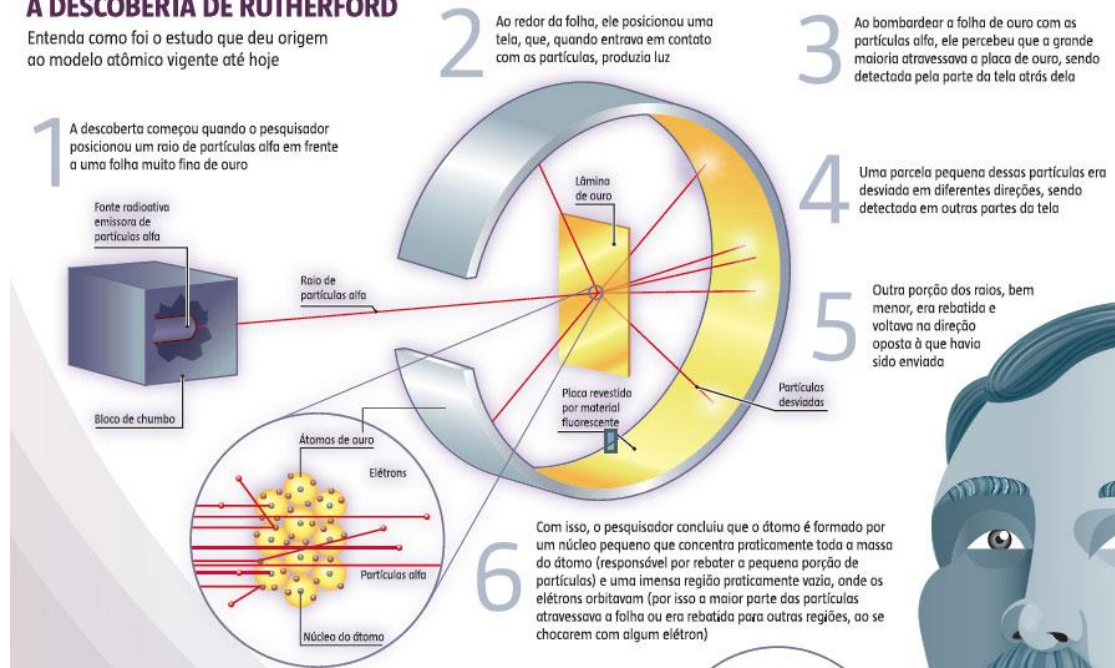 A DESCOBERTA DE RUTHERFORD
Entenda como foi o estudo que deu origem
ao modelo atômico vigente até hoje
1
A descoberta começou quando o pesquisador
posicionou um raio de partículas alfa em frente
a uma folha muito fina de ouro
2
Ao redor da folha, ele posicionou uma
tela, que, quando entrava em contato
com as partículas, produzia luz
3
Ao bombardear a folha de ouro com as
partículas alfa, ele percebeu que a grande
maioria atravessava a placa de ouro, sendo
detectada pela parte da tela atrás dela
4
Uma parcela pequena dessas partículas era
desviada em diferentes direções, sendo
detectada em outras partes da tela
5
Outra porção dos raios, bem
menor, era rebatida e
voltava na direção
oposta à que havia
sido enviada
Fonte radioativa
emissora de
partículas alfa
Raio de
partículas alfa
Bloco de chumbo
Lâmina
de ouro
Placa revestida
por material
fluorescente
Partículas
desviadas
Átomos de ouro
Elétrons
Partículas alfa
Núcleo do átomo
6
Com isso, o pesquisador concluiu que o átomo é formado por
um núcleo pequeno que concentra praticamente toda a massa
do átomo (responsável por rebater a pequena porção de
partículas) e uma imensa região praticamente vazia, onde os
elétrons orbitavam (por isso a maior parte das partículas
atravessava a folha ou era rebatida para outras regiões, ao se
chocarem com algum elétron)